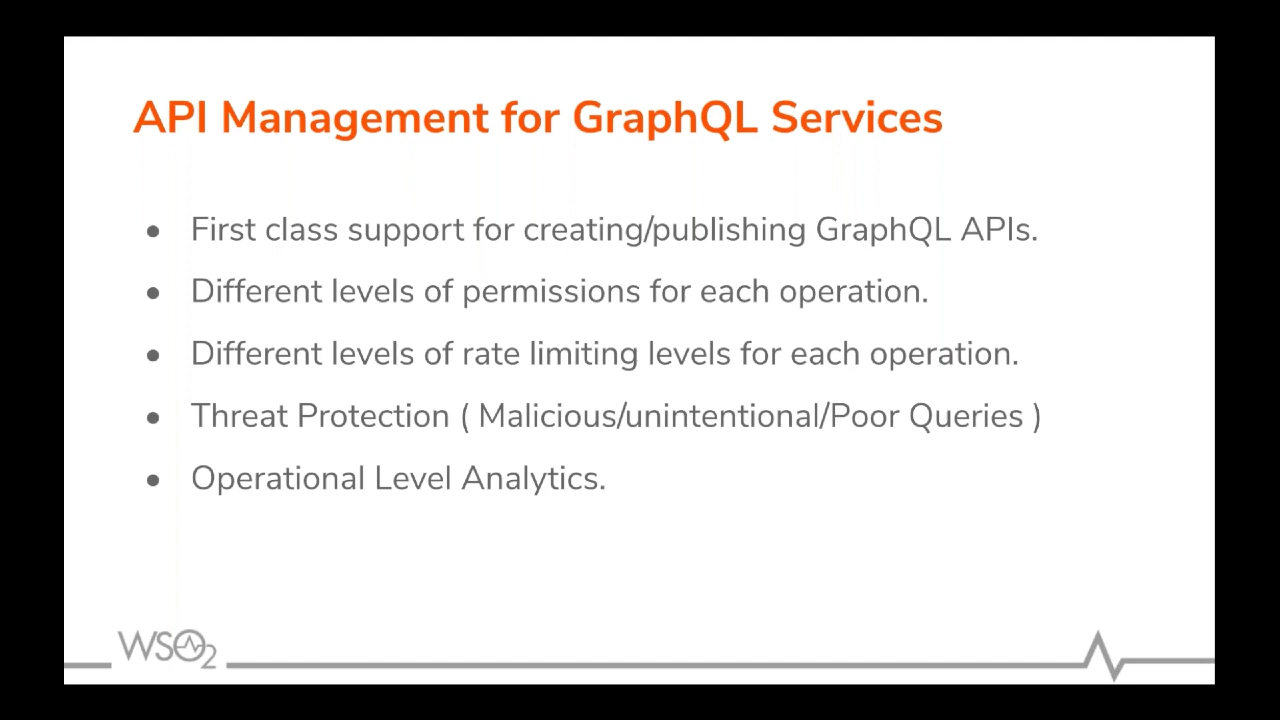 API Management for GraphQL Services
● First class support for creating/publishing GraphQL APIs.
● Different levels of permissions for each operation.
● Different levels of rate limiting levels for each operation.
● Threat Protection ( Malicious/unintentional/Poor Queries )
● Operational Level Analytics.
WSO2